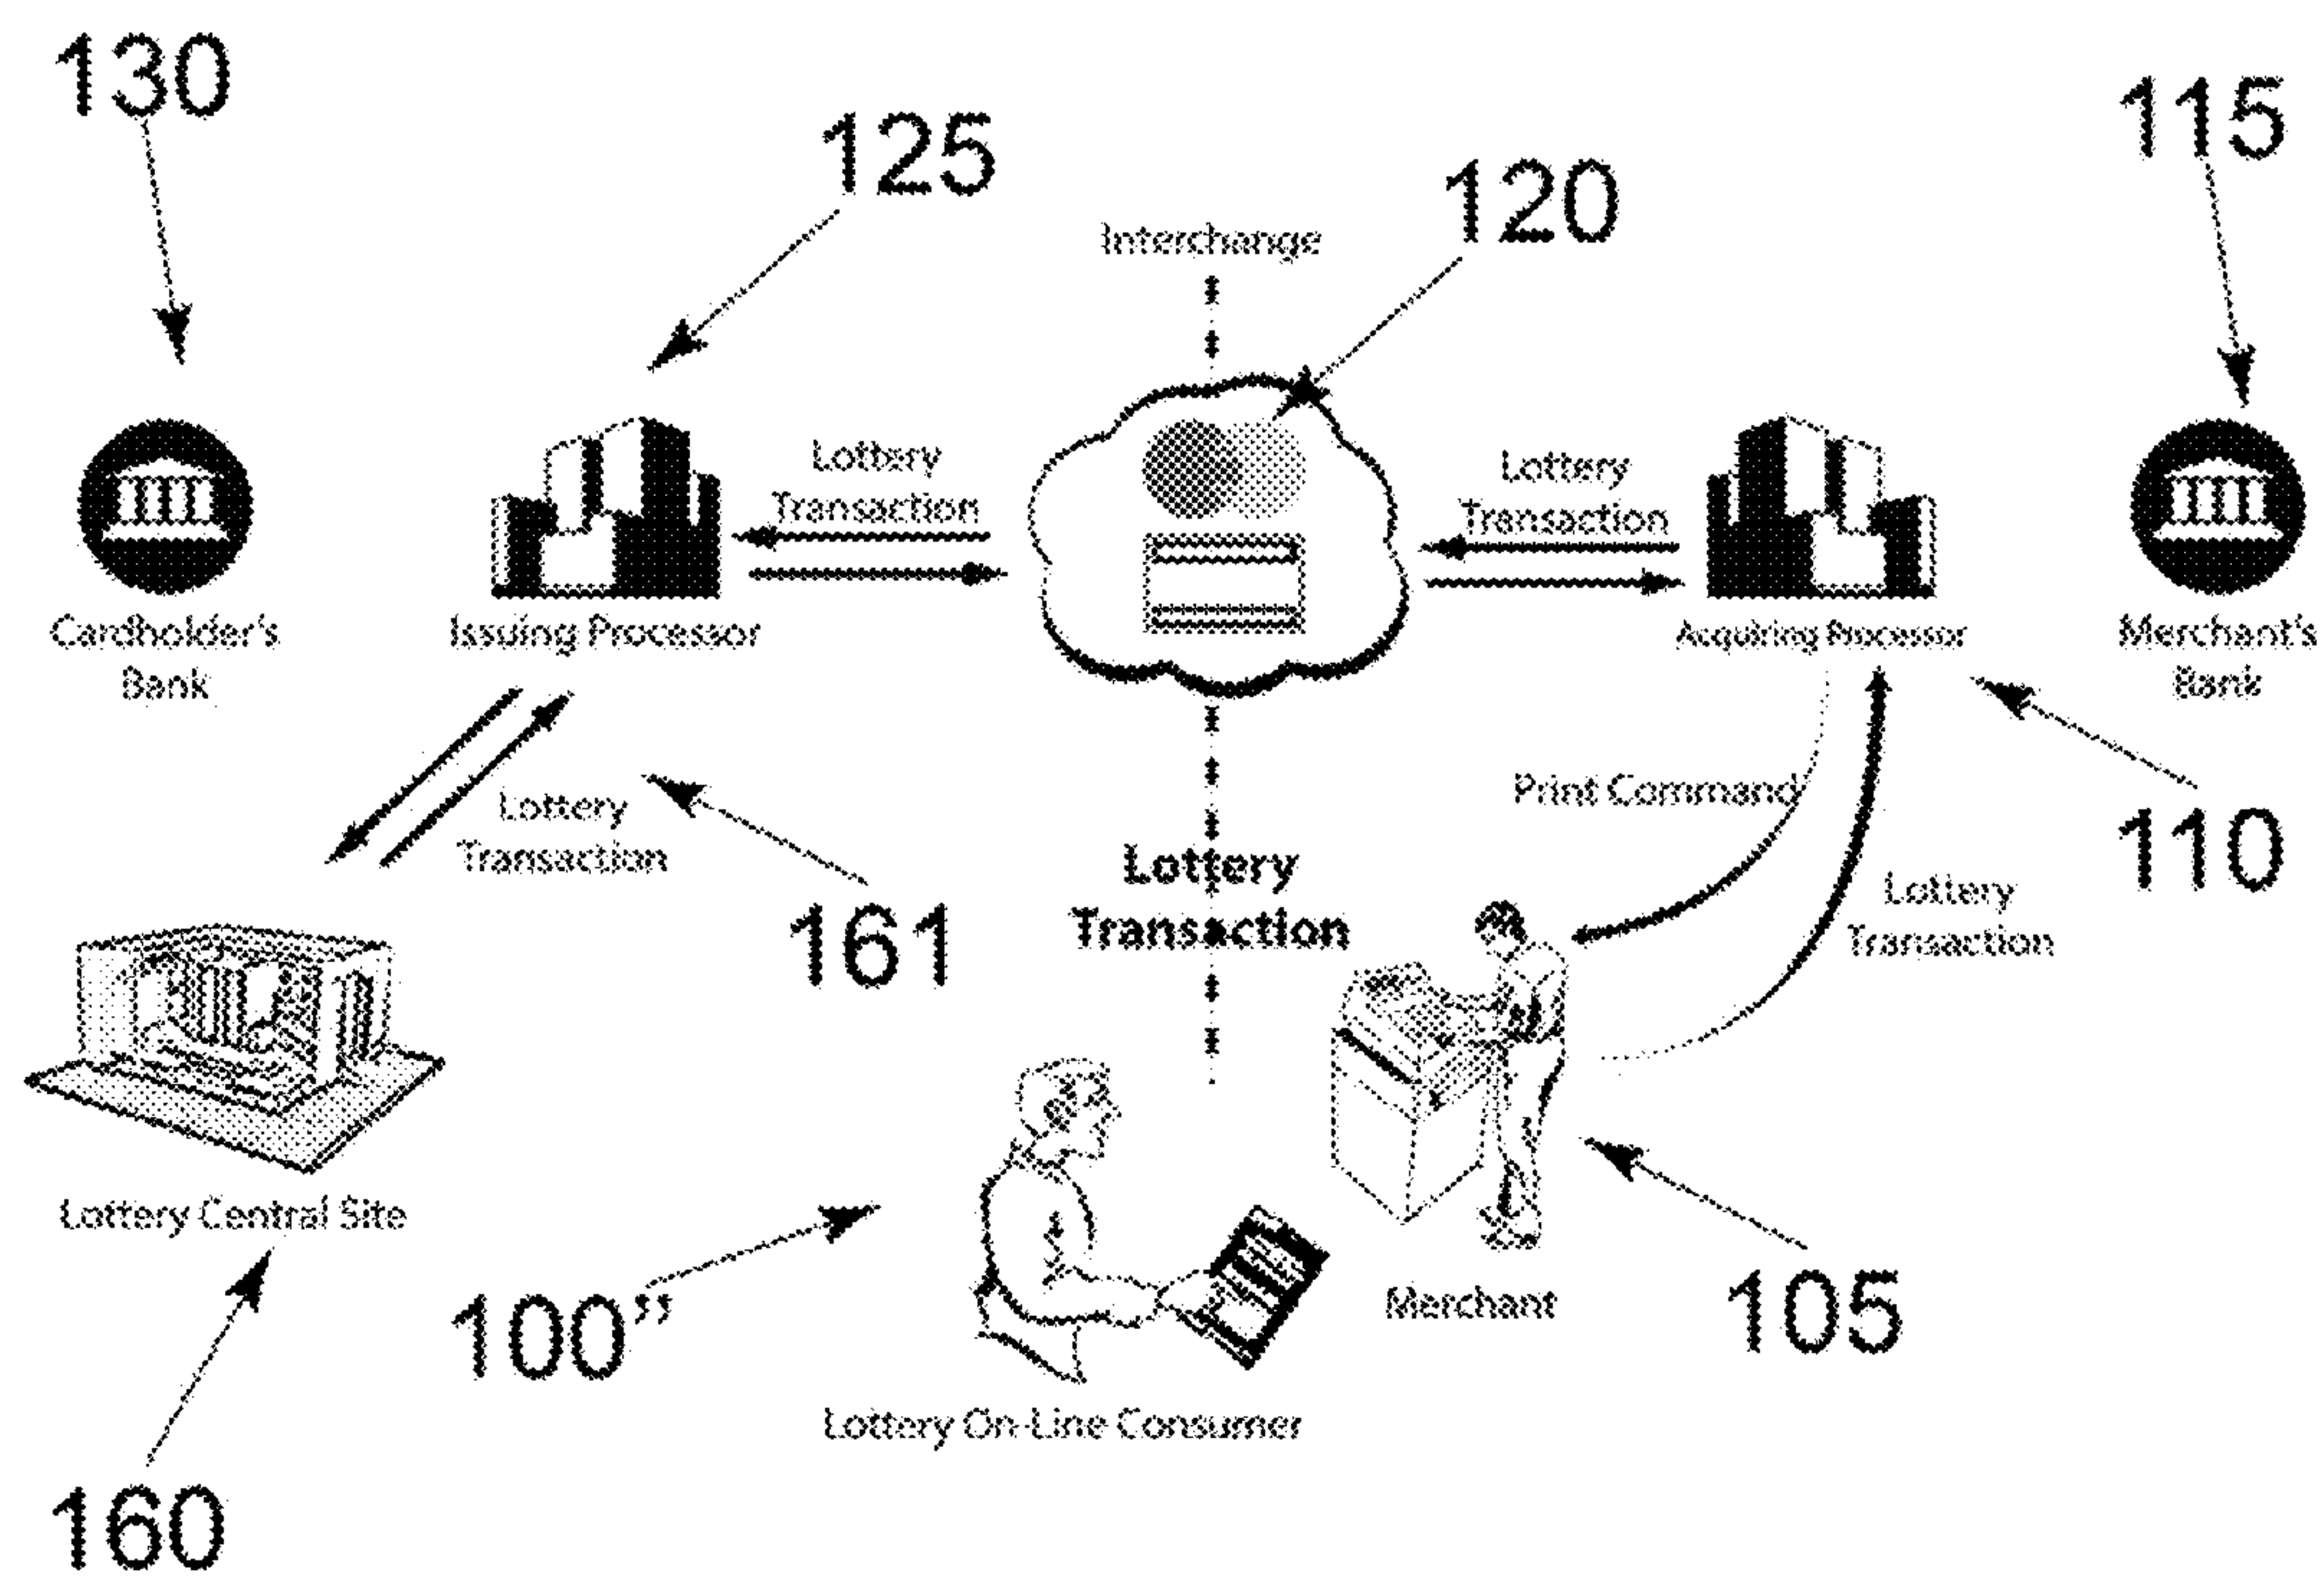 130
125
115
120
Interchange
Lottery
Transaction
Lottery
Transaction
Cardholder's
Bank
Issuing Processor
Acquiring Processor
Merchant's
Bank
Print Command
110
Lottery
Transaction
161
Lottery
Transaction
Lottery
Transaction
Lottery Central Site
100”
Merchant
105
Lottery On-Line Consumer
160